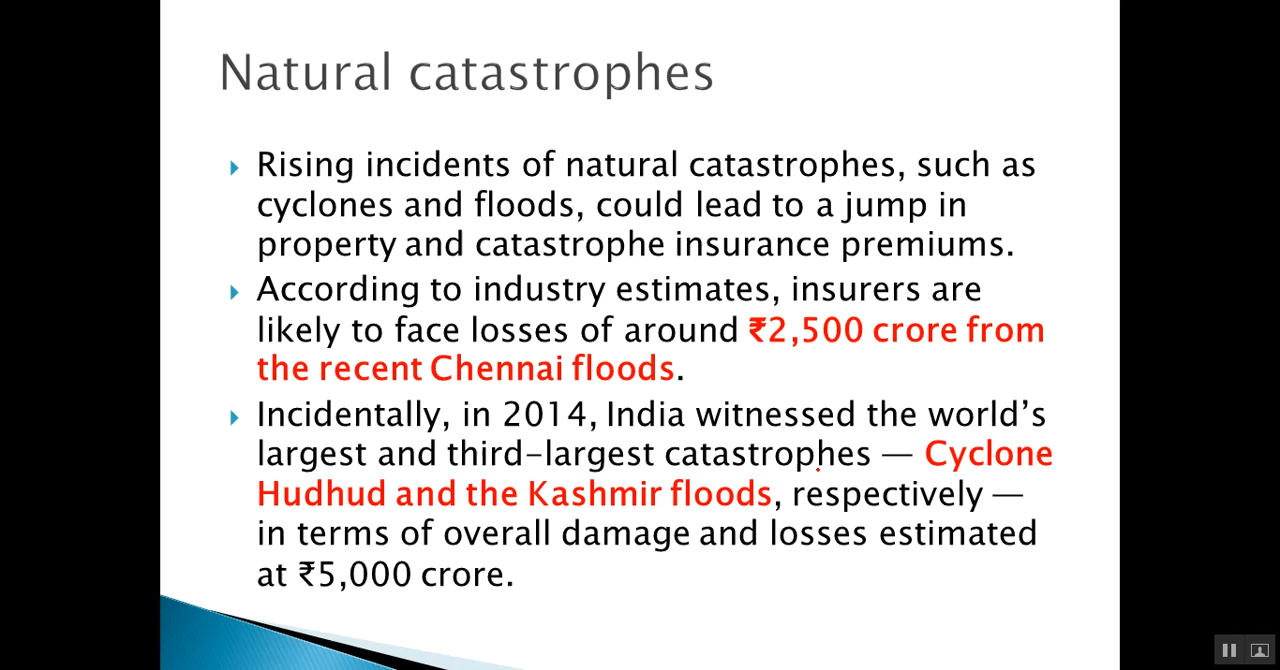 Natural catastrophes
Rising incidents of natural catastrophes, such as
cyclones and floods, could lead to a jump in
property and catastrophe insurance premiums.
According to industry estimates, insurers are
likely to face losses of around ₹2,500 crore from
the recent Chennai floods.
Incidentally, in 2014, India witnessed the world’s
largest and third-largest catastrophes — Cyclone
Hudhud and the Kashmir floods, respectively —
in terms of overall damage and losses estimated
at ₹5,000 crore.